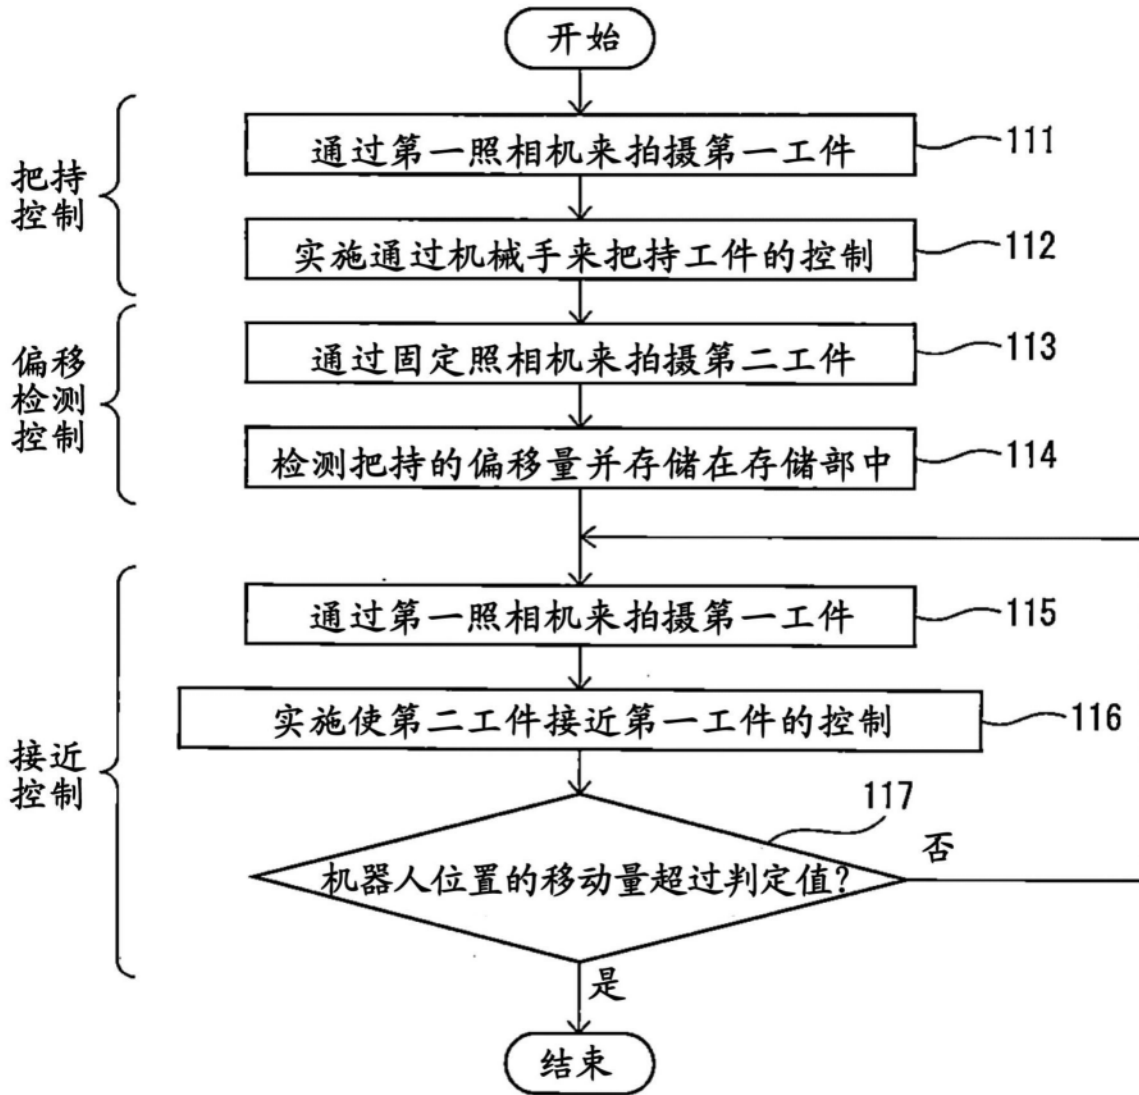 开始
把持
控制
通过第一照相机来拍摄第一工件
111
实施通过机械手来把持工件的控制
112
偏移
检测
控制
通过固定照相机来拍摄第二工件
113
检测把持的偏移量并存储在存储部中
114
接近
控制
通过第一照相机来拍摄第一工件
115
实施使第二工件接近第一工件的控制
116
117
机器人位置的移动量超过判定值?
否
是
结束